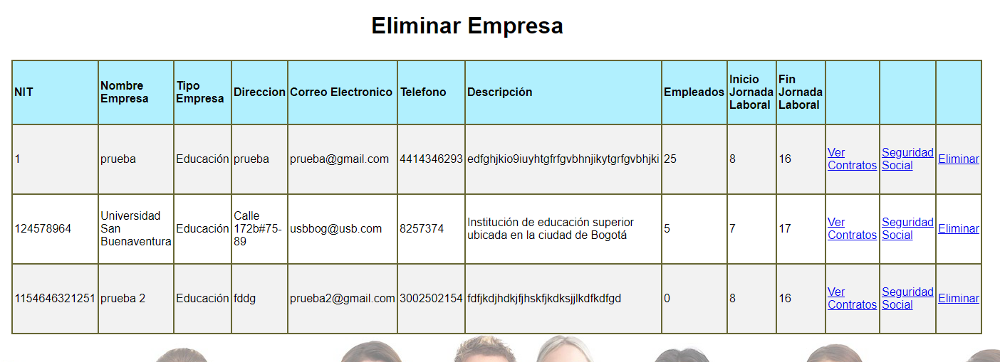 Eliminar Empresa
NIT
Nombre
Empresa
Tipo
Empresa
Direccion
Correo Electronico
Telefono
Descripción
Empleados
Inicio
Jornada
Laboral
Fin
Jornada
Laboral
1
prueba
Educación
prueba
prueba@gmail.com
4414346293
edfghjkio9iuyhtgfrfgvbhnjikytgrfgvbhjki
25
8
16
Ver
Contratos
Seguridad
Social
Eliminar
124578964
Universidad
San
Buenaventura
Educación
Calle
172b#75-
89
usbbog@usb.com
8257374
Institución de educación superior
ubicada en la ciudad de Bogotá
5
7
17
Ver
Contratos
Seguridad
Social
Eliminar
1154646321251
prueba 2
Educación
fddg
prueba2@gmail.com
3002502154
fdfjkdjhdkjfjhskfjkdksjjlkdfkdfgd
0
8
16
Ver
Contratos
Seguridad
Social
Eliminar